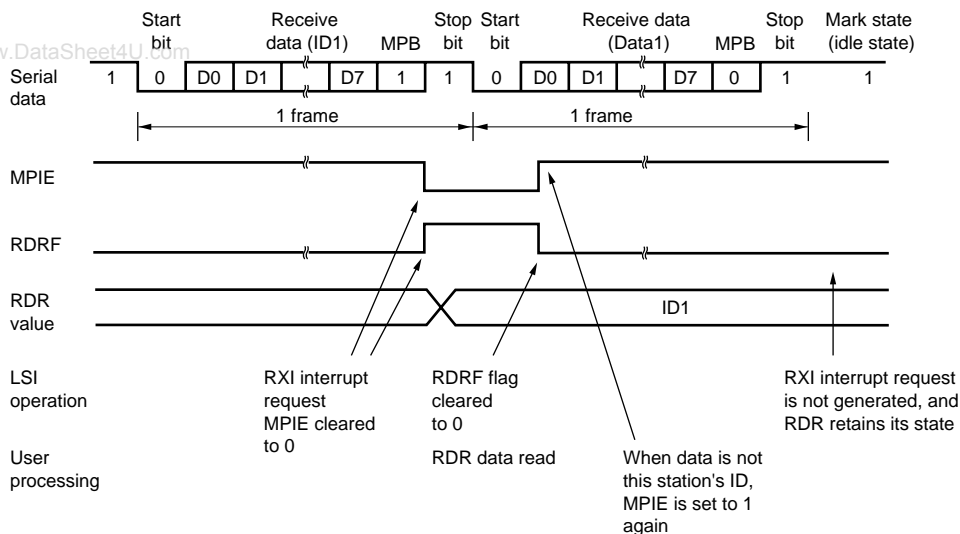 Start Receive Stop Start Receive data Stop Mark state
bit data (ID1) MPB bit bit (Data1) MPB bit (idle state)
w.DataSheet4U.com
Serial data
1 0 D0 D1 D7 1 1 0 D0 D1 D7 0 1 1
1 frame 1 frame
MPIE
RDRF
RDR
value
ID1
LSI
operation
RXI interrupt
request
MPIE cleared
to 0
RDRF flag
cleared
to 0
RXI interrupt request
is not generated, and
RDR retains its state
User
processing
RDR data read
When data is not
this station's ID,
MPIE is set to 1
again